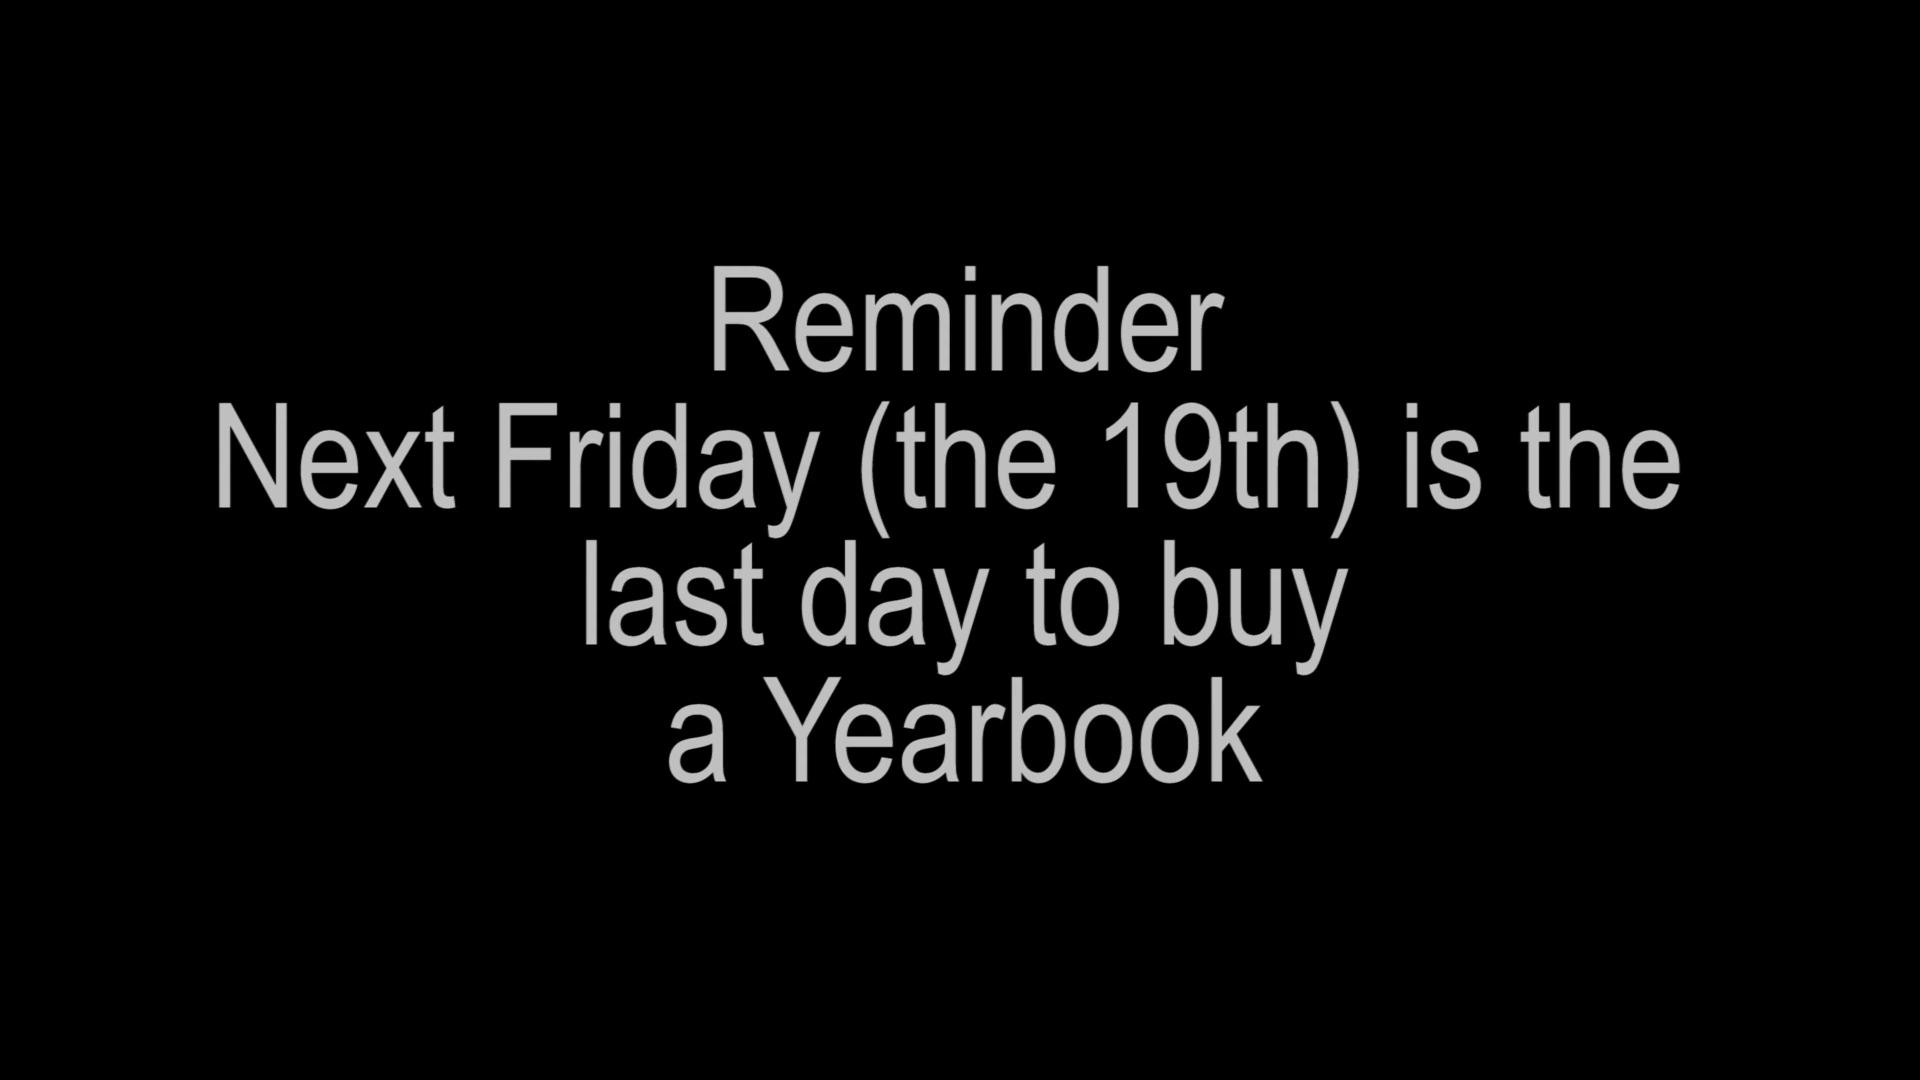 Reminder
Next Friday (the 19th) is the
last day to buy
a Yearbook